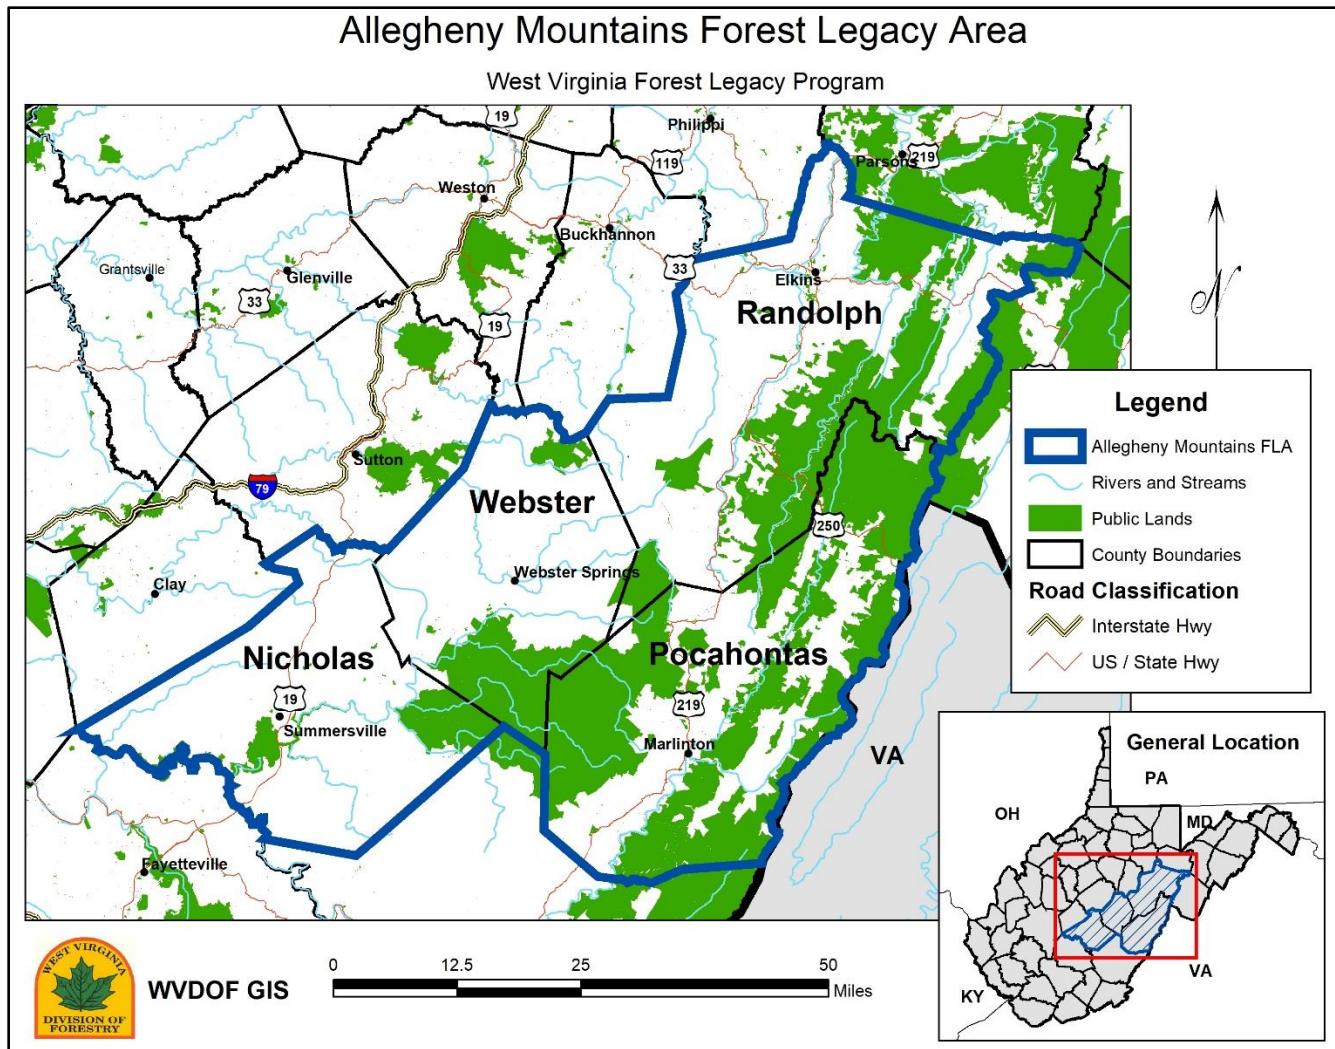 Allegheny Mountains Forest Legacy Area
West Virginia Forest Legacy Program
19
Philippi
119
Parsons
219
Weston
Buckhannon
33
Grantsville
Glenville
33
Elkins
Randolph
19
Sutton
79
Webster
250
Webster Springs
Clay
Nicholas
Pocahontas
19
219
Summersville
Marlinton
VA
Fayetteville
N
Legend
Allegheny Mountains FLA
Rivers and Streams
Public Lands
County Boundaries
Road Classification
Interstate Hwy
US / State Hwy
General Location
PA
OH
MD
VA
KY
WEST VIRGINIA
DIVISION OF
FORESTRY
WVDOF GIS
0 12.5 25 50
Miles